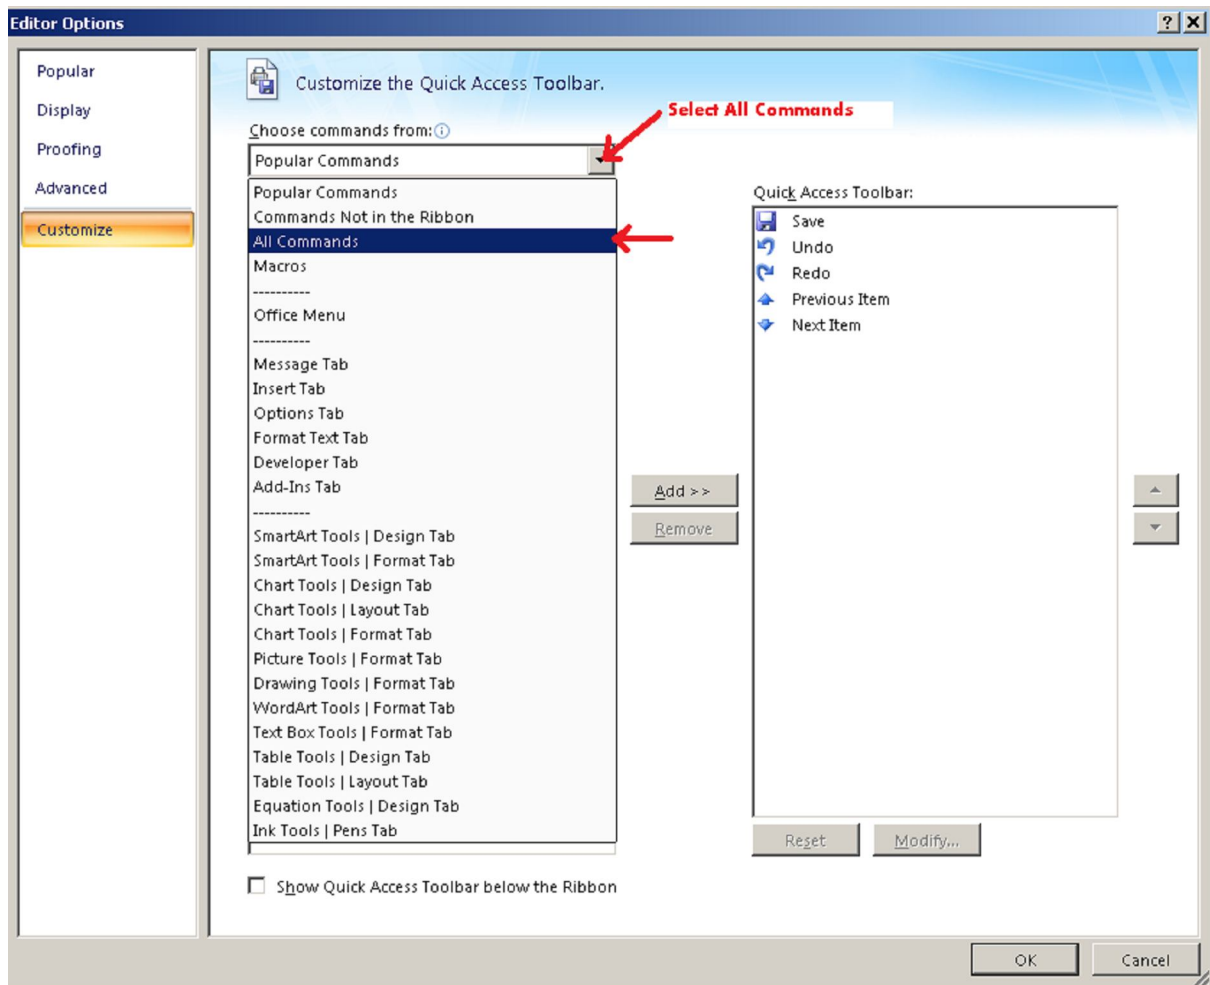 Editor Options
Popular
Display
Proofing
Advanced
Customize
Customize the Quick Access Toolbar.
Select All Commands
Choose commands from:
Popular Commands
Popular Commands
Commands Not in the Ribbon
All Commands
Macros
----------
Office Menu
----------
Message Tab
Insert Tab
Options Tab
Format Text Tab
Developer Tab
Add-Ins Tab
----------
SmartArt Tools | Design Tab
SmartArt Tools | Format Tab
Chart Tools | Design Tab
Chart Tools | Layout Tab
Chart Tools | Format Tab
Picture Tools | Format Tab
Drawing Tools | Format Tab
WordArt Tools | Format Tab
Text Box Tools | Format Tab
Table Tools | Design Tab
Table Tools | Layout Tab
Equation Tools | Design Tab
Ink Tools | Pens Tab
Show Quick Access Toolbar below the Ribbon
Add >>
Remove
Quick Access Toolbar:
Save
Undo
Redo
Previous Item
Next Item
Reset
Modify...
OK
Cancel